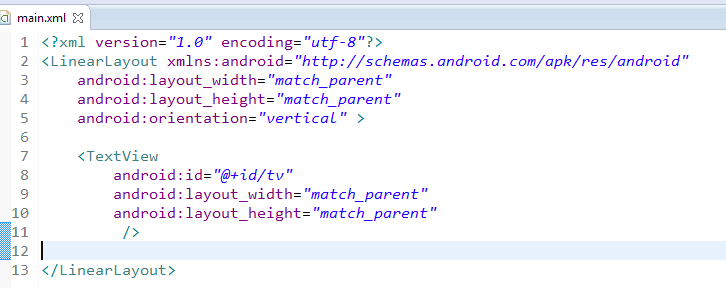 main.xml
1 <?xml version="1.0" encoding="utf-8"?>
2 <LinearLayout xmlns:android="http://schemas.android.com/apk/res/android"
3     android:layout_width="match_parent"
4     android:layout_height="match_parent"
5     android:orientation="vertical" >
6
7     <TextView
8         android:id="@+id/tv"
9         android:layout_width="match_parent"
10         android:layout_height="match_parent"
11          />
12
13 </LinearLayout>